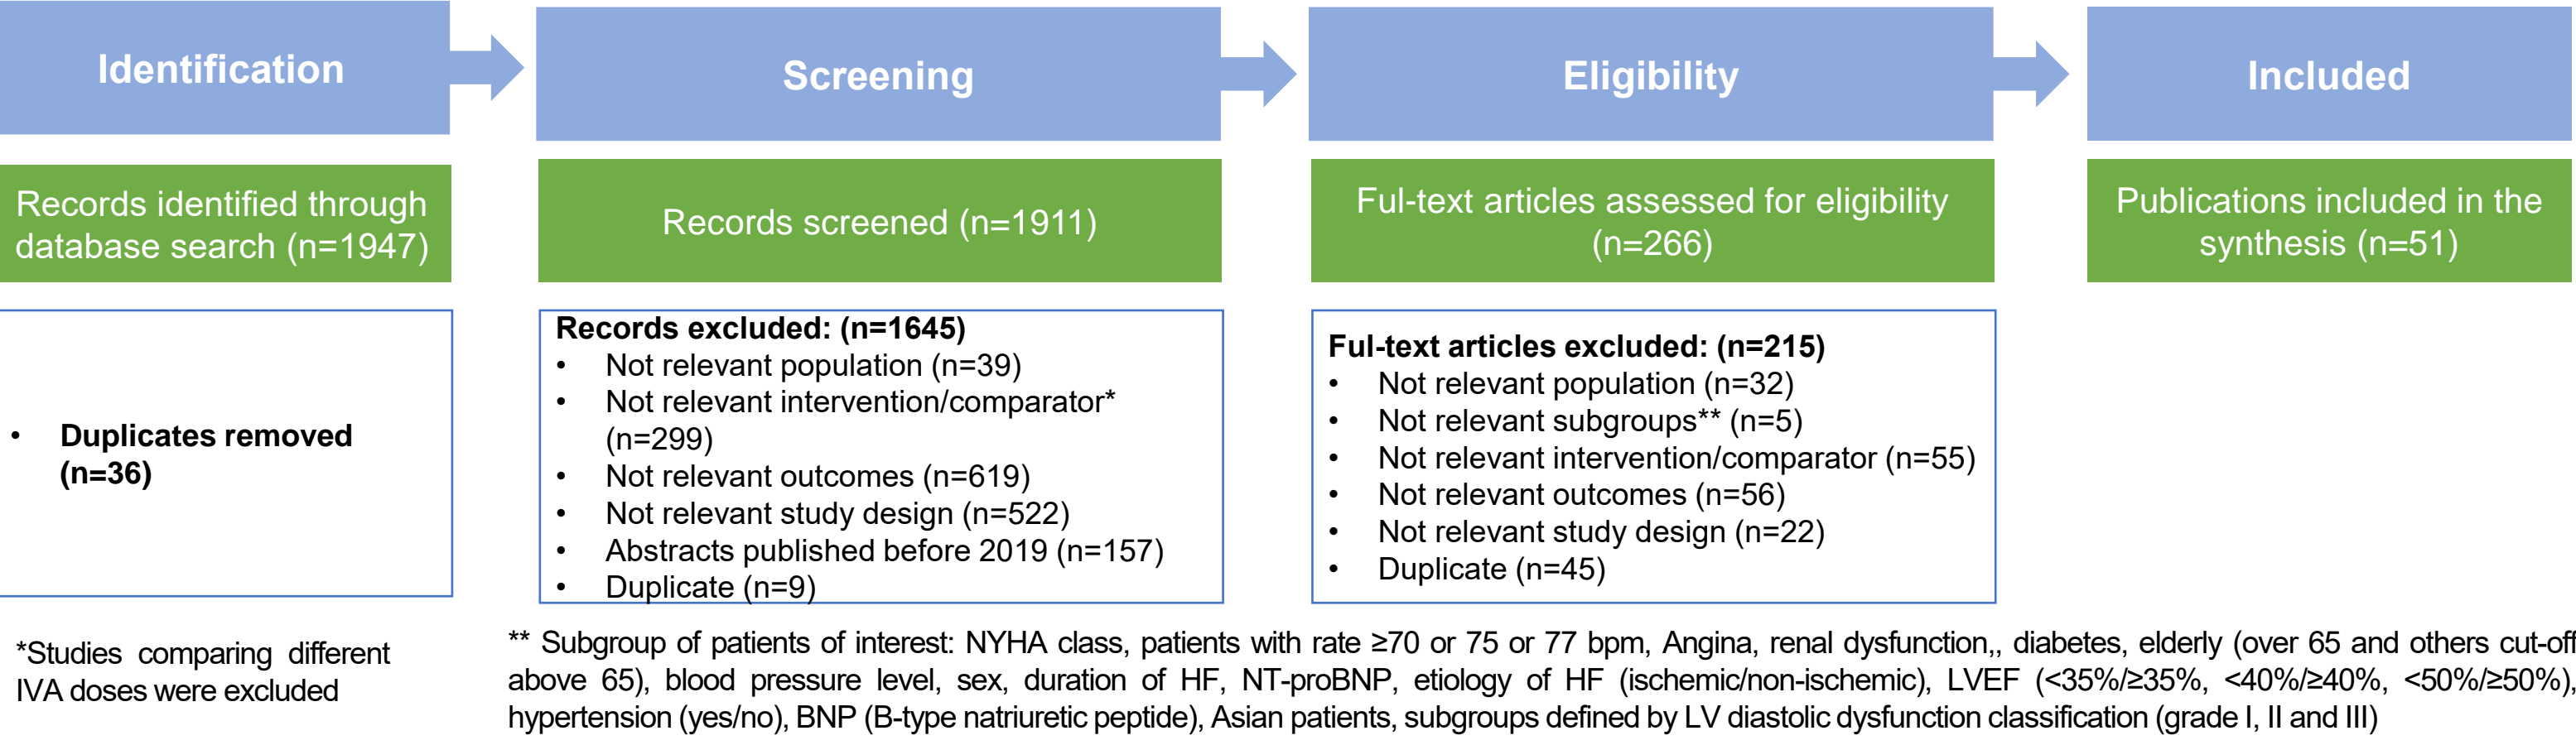 Identification
Screening
Eligibility
Included
Records identified through
database search (n=1947)
Records screened (n=1911)
Ful-text articles assessed for eligibility
(n=266)
Publications included in the
synthesis (n=51)
• Duplicates removed
(n=36)
Records excluded: (n=1645)
• Not relevant population (n=39)
• Not relevant intervention/comparator*
(n=299)
• Not relevant outcomes (n=619)
• Not relevant study design (n=522)
• Abstracts published before 2019 (n=157)
• Duplicate (n=9)
Ful-text articles excluded: (n=215)
• Not relevant population (n=32)
• Not relevant subgroups** (n=5)
• Not relevant intervention/comparator (n=55)
• Not relevant outcomes (n=56)
• Not relevant study design (n=22)
• Duplicate (n=45)
*Studies comparing different
IVA doses were excluded
** Subgroup of patients of interest: NYHA class, patients with rate ≥70 or 75 or 77 bpm, Angina, renal dysfunction,, diabetes, elderly (over 65 and others cut-off
above 65), blood pressure level, sex, duration of HF, NT-proBNP, etiology of HF (ischemic/non-ischemic), LVEF (<35%/≥35%, <40%/≥40%, <50%/≥50%),
hypertension (yes/no), BNP (B-type natriuretic peptide), Asian patients, subgroups defined by LV diastolic dysfunction classification (grade I, II and III)